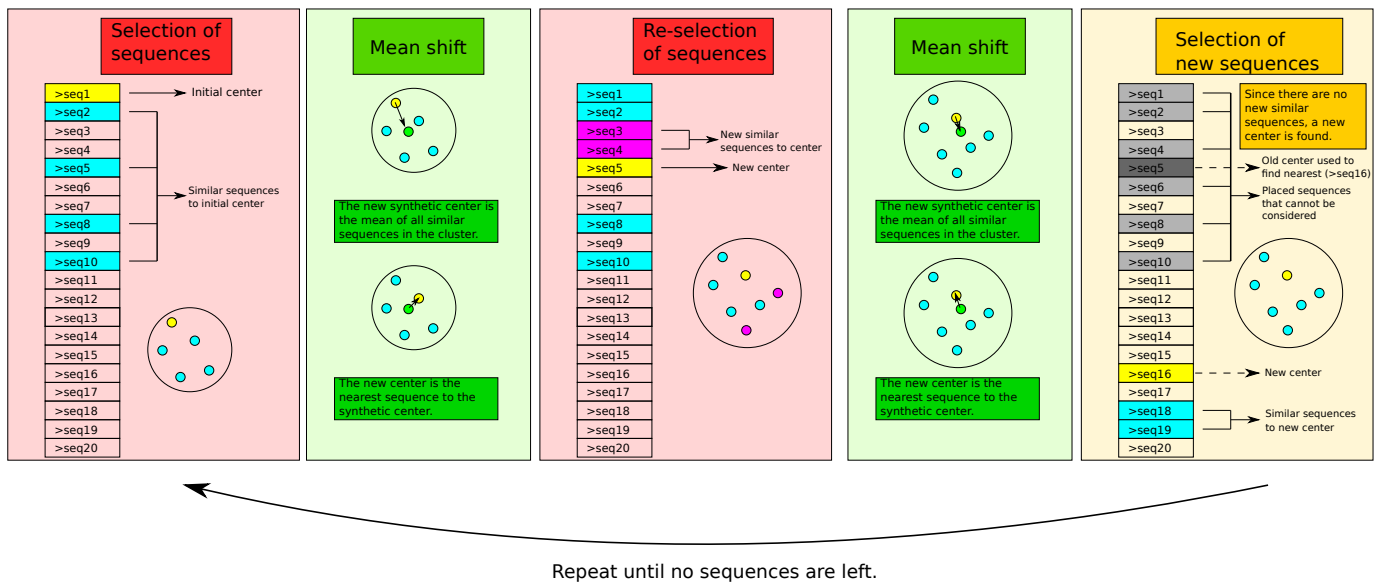 Selection of
sequences
>seq1
>seq2
>seq3
>seq4
>seq5
>seq6
>seq7
>seq8
>seq9
>seq10
>seq11
>seq12
>seq13
>seq14
>seq15
>seq16
>seq17
>seq18
>seq19
>seq20
Initial center
Similar sequences
to initial center
Mean shift
The new synthetic center is
the mean of all similar
sequences in the cluster.
The new center is the
nearest sequence to the
synthetic center.
Re-selection
of sequences
>seq1
>seq2
>seq3
>seq4
>seq5
>seq6
>seq7
>seq8
>seq9
>seq10
>seq11
>seq12
>seq13
>seq14
>seq15
>seq16
>seq17
>seq18
>seq19
>seq20
New similar
sequences to center
New center
Mean shift
The new synthetic center is
the mean of all similar
sequences in the cluster.
The new center is the
nearest sequence to the
synthetic center.
Selection of
new sequences
>seq1
>seq2
>seq3
>seq4
>seq5
>seq6
>seq7
>seq8
>seq9
>seq10
>seq11
>seq12
>seq13
>seq14
>seq15
>seq16
>seq17
>seq18
>seq19
>seq20
Since there are no
new similar
sequences, a new
center is found.
Old center used to
find nearest (>seq16)
Placed sequences
that cannot be
considered
New center
Similar sequences
to new center
Repeat until no sequences are left.